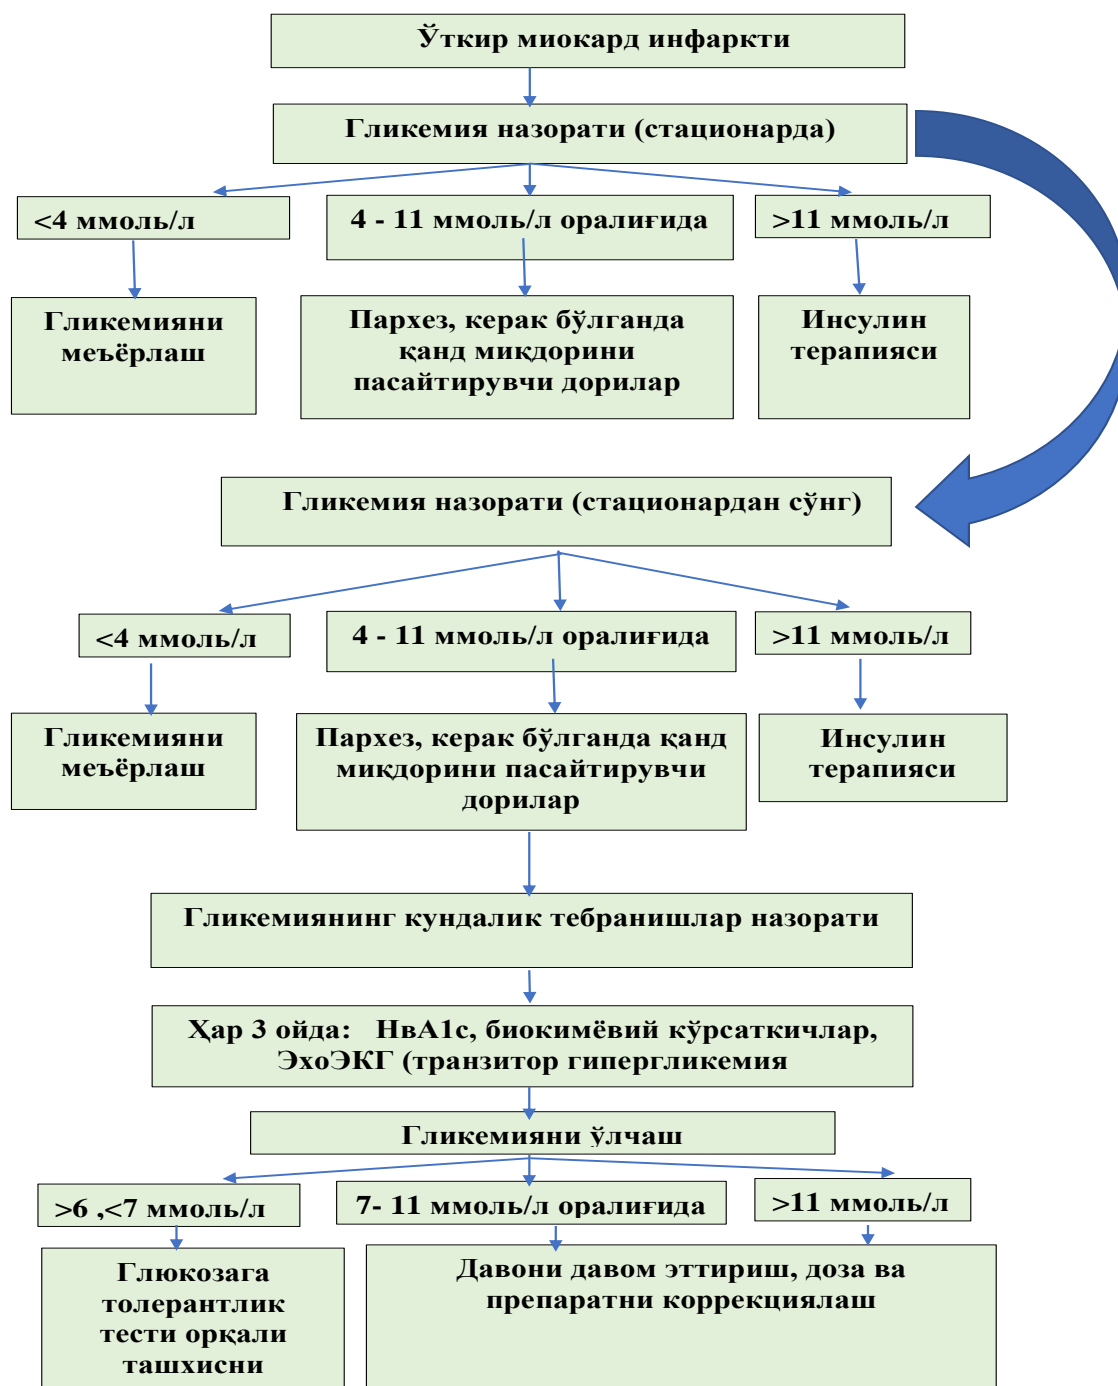 Ўткир миокард инфаркти
Гликемия назорати (стационарда)
<4 ммоль/л
4 - 11 ммоль/л оралиғида
>11 ммоль/л
Гликемияни
меъёрлаш
Пархез, керак бўлганда
қанд миқдорини
пасайтирувчи дорилар
Инсулин
терапияси
Гликемия назорати (стационардан сўнг)
<4 ммоль/л
4 - 11 ммоль/л оралиғида
>11 ммоль/л
Гликемияни
меъёрлаш
Пархез, керак бўлганда қанд
миқдорини пасайтирувчи
дорилар
Инсулин
терапияси
Гликемиянинг кундалик тебранишлар назорати
Ҳар 3 ойда: НвА1с, биокимёвий кўрсаткичлар,
ЭхоЭКГ (транзитор гипергликемия
Гликемияни ўлчаш
>6 ,<7 ммоль/л
7- 11 ммоль/л оралиғида
>11 ммоль/л
Глюкозага
толерантлик
тести орқали
ташхисни
Давони давом эттириш, доза ва
препаратни коррекциялаш